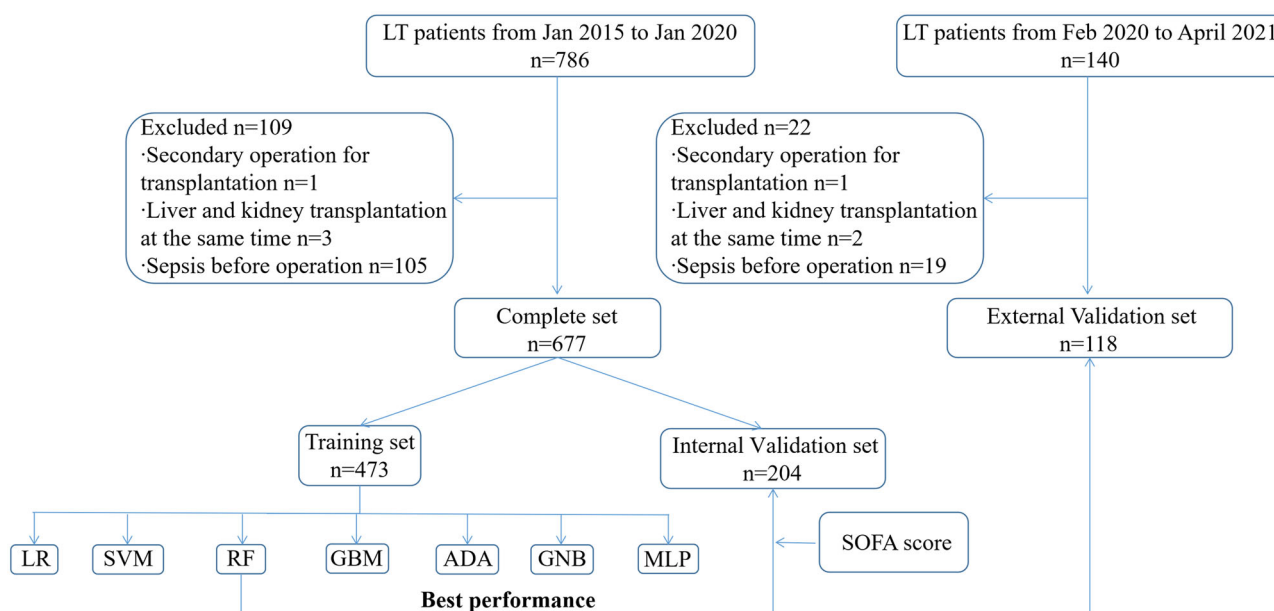 LT patients from Jan 2015 to Jan 2020
n=786
LT patients from Feb 2020 to April 2021
n=140
Excluded n=109
·Secondary operation for
transplantation n=1
·Liver and kidney transplantation
at the same time n=3
·Sepsis before operation n=105
Excluded n=22
·Secondary operation for
transplantation n=1
·Liver and kidney transplantation
at the same time n=2
·Sepsis before operation n=19
Complete set
n=677
External Validation set
n=118
Training set
n=473
Internal Validation set
n=204
LR
SVM
RF
GBM
ADA
GNB
MLP
SOFA score
Best performance